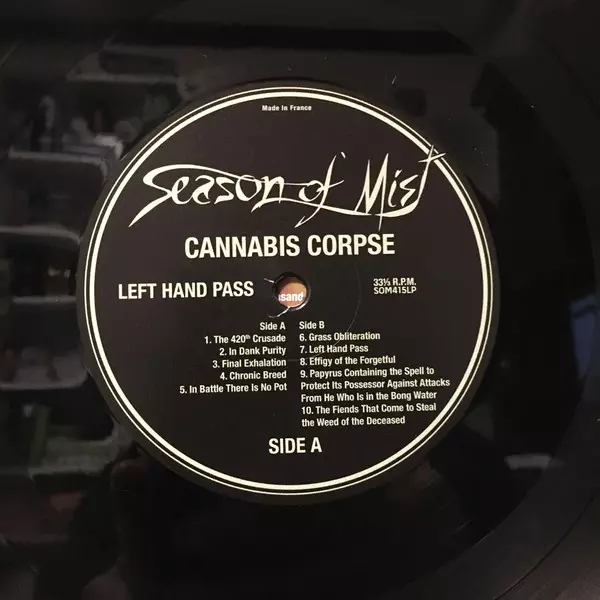 Made In France
Season of Mist
CANNABIS CORPSE
LEFT HAND PASS
33⅓ R.P.M.
SOM415LP
usand
Side A
1. The 420th Crusade
2. In Dank Purity
3. Final Exhalation
4. Chronic Breed
5. In Battle There Is No Pot
Side B
6. Grass Obliteration
7. Left Hand Pass
8. Effigy of the Forgetful
9. Papyrus Containing the Spell to
Protect Its Possessor Against Attacks
From He Who Is in the Bong Water
10. The Fiends That Come to Steal
the Weed of the Deceased
SIDE A